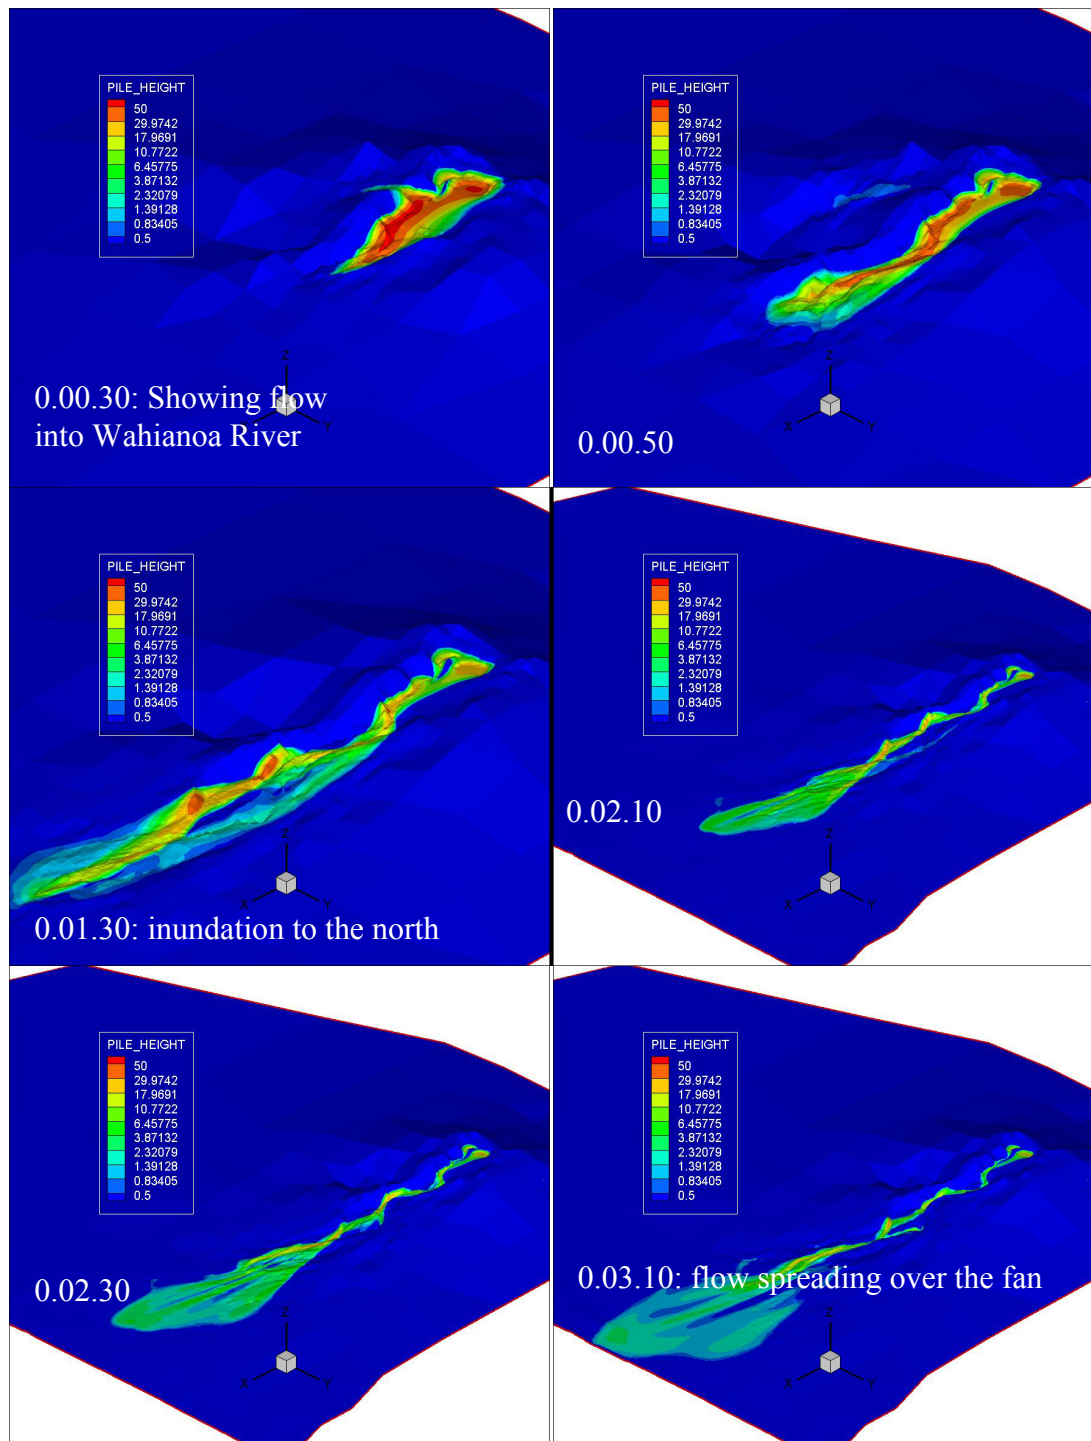 PILE_HEIGHT
50
29.9742
17.9691
10.7722
6.45775
3.87132
2.32079
1.39128
0.83405
0.5
Z
Y
0.00.30: Showing flow
into Wahianoa River
PILE_HEIGHT
50
29.9742
17.9691
10.7722
6.45775
3.87132
2.32079
1.39128
0.83405
0.5
Z
X
Y
0.00.50
PILE_HEIGHT
50
29.9742
17.9691
10.7722
6.45775
3.87132
2.32079
1.39128
0.83405
0.5
Z
X
Y
0.01.30: inundation to the north
PILE_HEIGHT
50
29.9742
17.9691
10.7722
6.45775
3.87132
2.32079
1.39128
0.83405
0.5
0.02.10
Z
X
Y
PILE_HEIGHT
50
29.9742
17.9691
10.7722
6.45775
3.87132
2.32079
1.39128
0.83405
0.5
0.02.30
Z
X
Y
PILE_HEIGHT
50
29.9742
17.9691
10.7722
6.45775
3.87132
2.32079
1.39128
0.83405
0.5
0.03.10: flow spreading over the fan
Z
X
Y